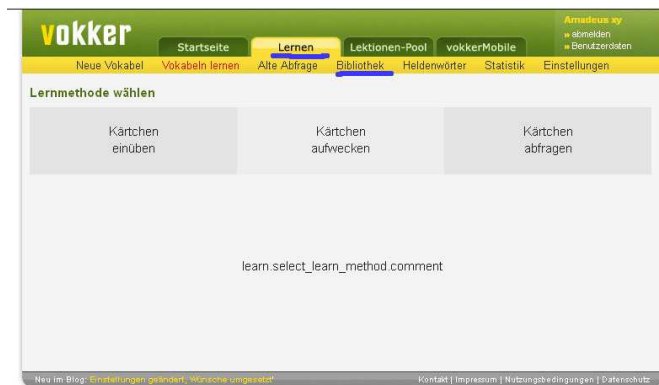 vokker
Amadeus xy
» abmelden
» Benutzerdaten
Startseite Lernen Lektionen-Pool vokkerMobile
Neue Vokabel Vokabeln lernen Alte Abfrage Bibliothek Heldenwörter Statistik Einstellungen
Lernmethode wählen
Kärtchen Kärtchen Kärtchen
einüben aufwecken abfragen
learn.select_learn_method.comment
Neu im Blog: Einstellungen geändert, Wünsche umgesetzt! Kontakt | Impressum | Nutzungsbedingungen | Datenschutz